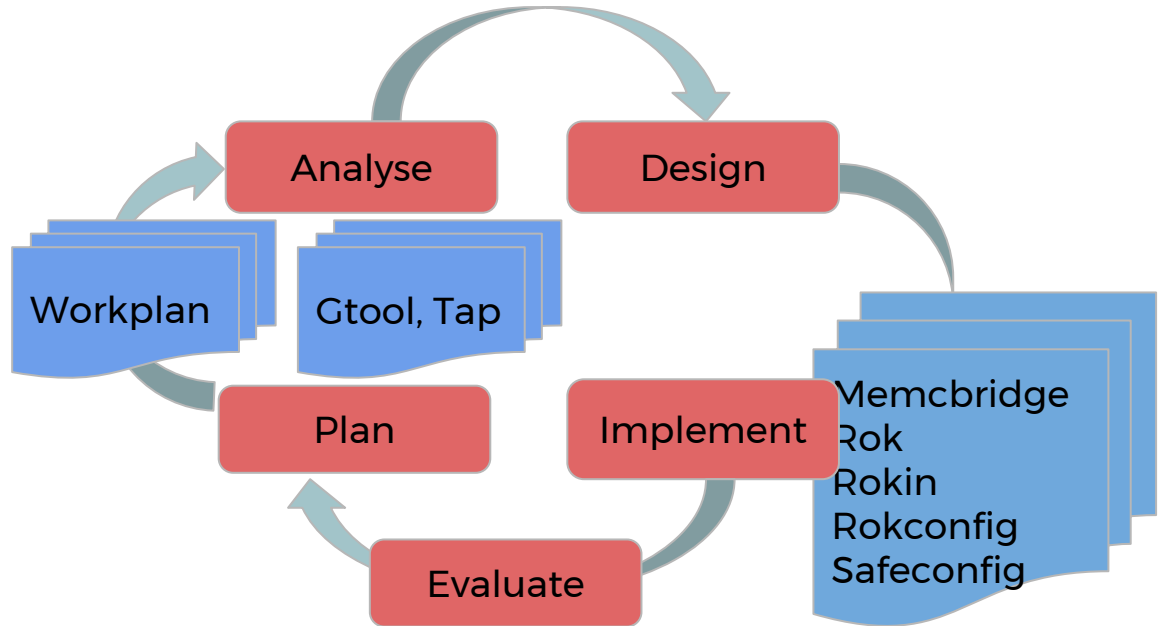 Analyse
Design
Workplan
Gtool, Tap
Plan
Implement
Memcbridge
Rok
Rokin
Rokconfig
Safeconfig
Evaluate